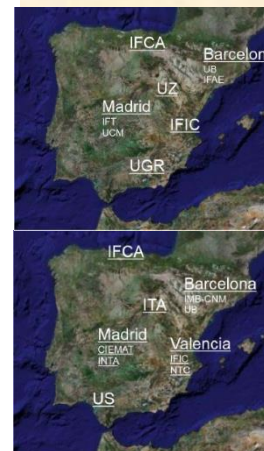 IFCA
Barcelon
UB
IFAE
UZ
Madrid
IFT
UCM
IFIC
UGR
IFCA
Barcelona
IMB-CNM
UB
ITA
Madrid
CIEMAT
INTA
Valencia
IFIC
NTC
US